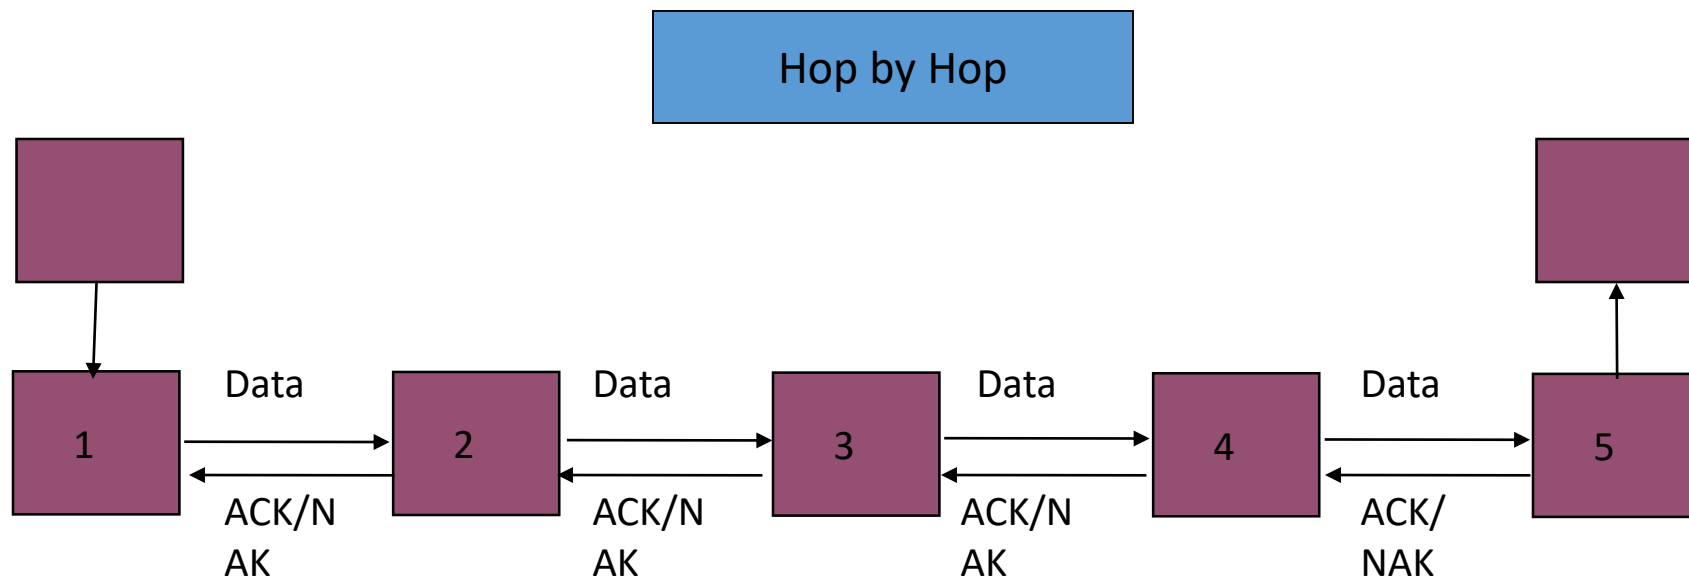 Hop by Hop
Data
Data
Data
Data
1
2
3
4
5
ACK/N
AK
ACK/N
AK
ACK/N
AK
ACK/
NAK